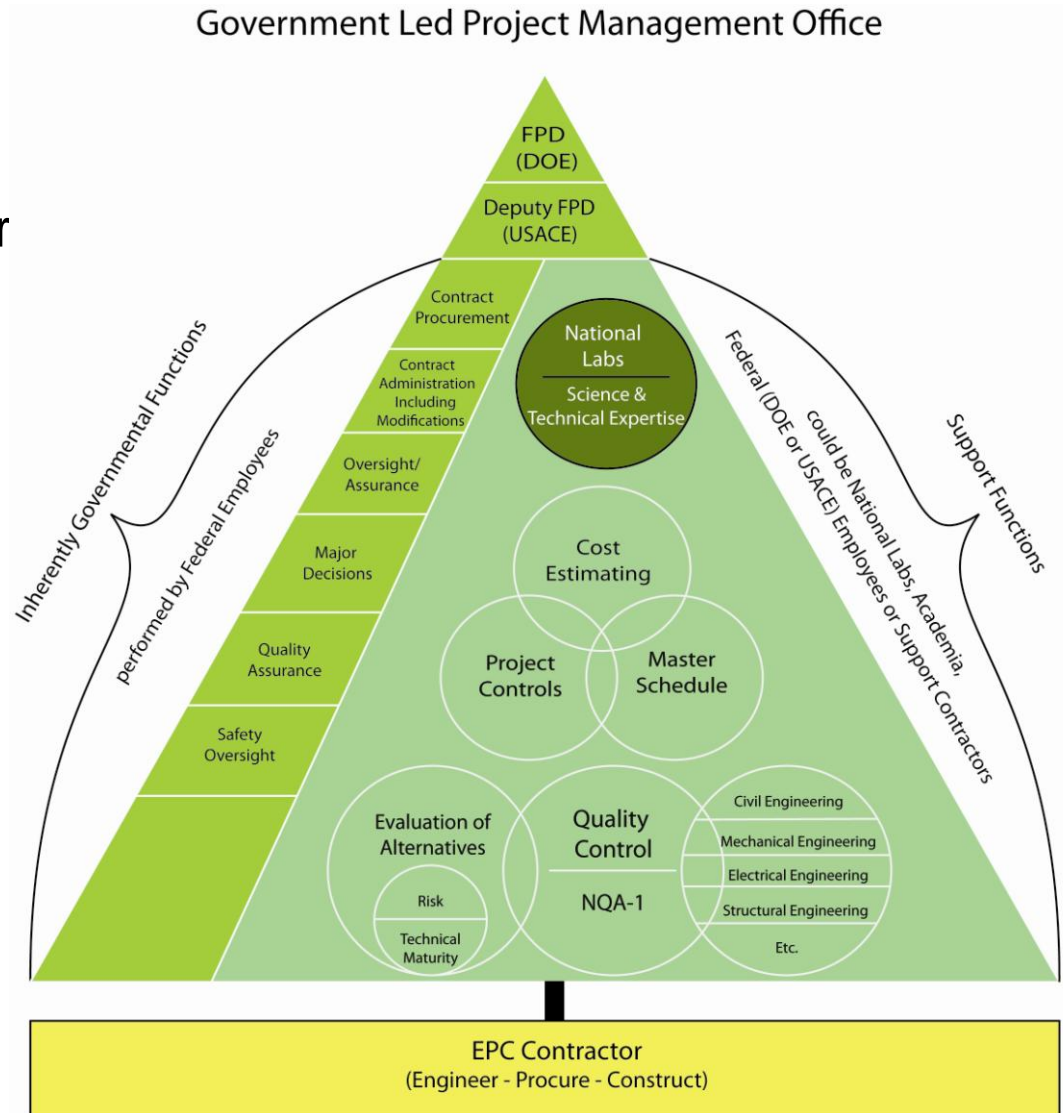 Government Led Project Management Office
r
FPD
(DOE)
Deputy FPD
(USACE)
Contract
Procurement
Contract
Administration
Including
Modifications
Oversight/
Assurance
Major
Decisions
Quality
Assurance
Safety
Oversight
Inherently Governmental Functions
performed by Federal Employees
National
Labs
Science &
Technical Expertise
Cost
Estimating
Project
Controls
Master
Schedule
Evaluation of
Alternatives
Risk
Technical
Maturity
Quality
Control
NQA-1
Civil Engineering
Mechanical Engineering
Electrical Engineering
Structural Engineering
Etc.
Support Functions
could be National Labs, Academia,
Federal (DOE or USACE) Employees or Support Contractors
EPC Contractor
(Engineer - Procure - Construct)